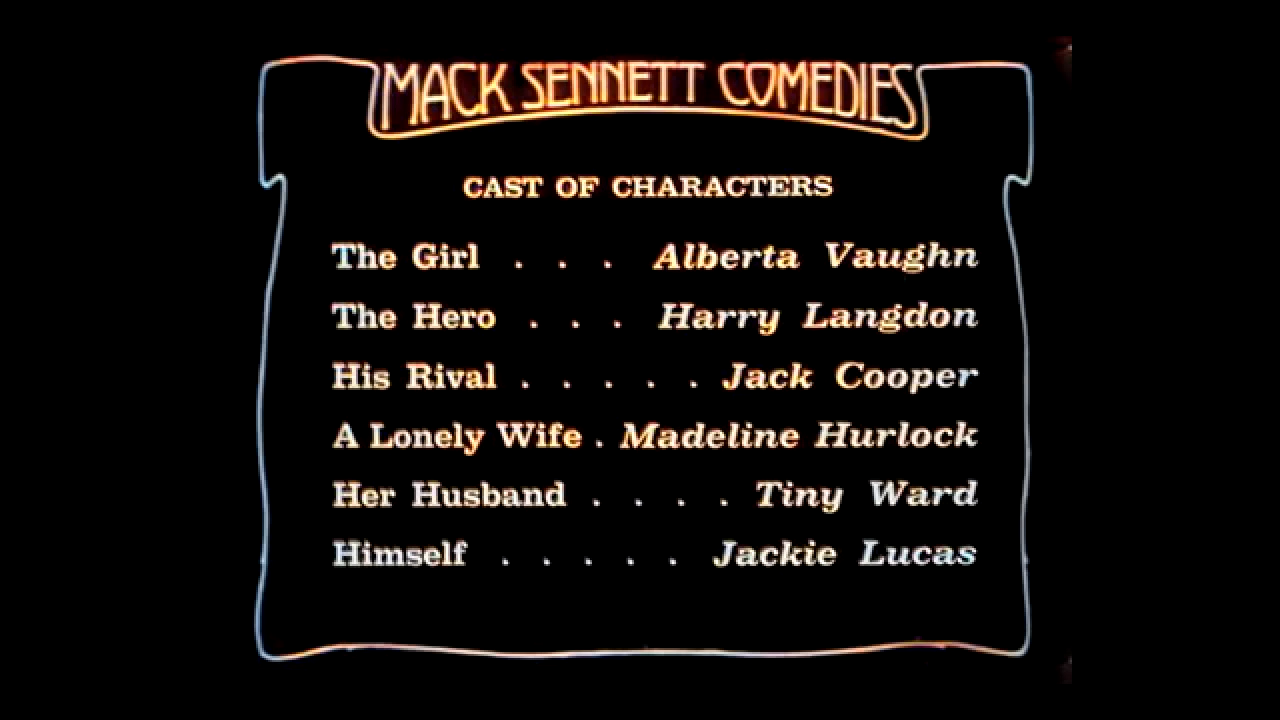 MACK SENNETT COMEDIES
CAST OF CHARACTERS
The Girl . . . Alberta Vaughn
The Hero . . . Harry Langdon
His Rival . . . . . Jack Cooper
A Lonely Wife . Madeline Hurlock
Her Husband . . . . Tiny Ward
Himself . . . . . Jackie Lucas